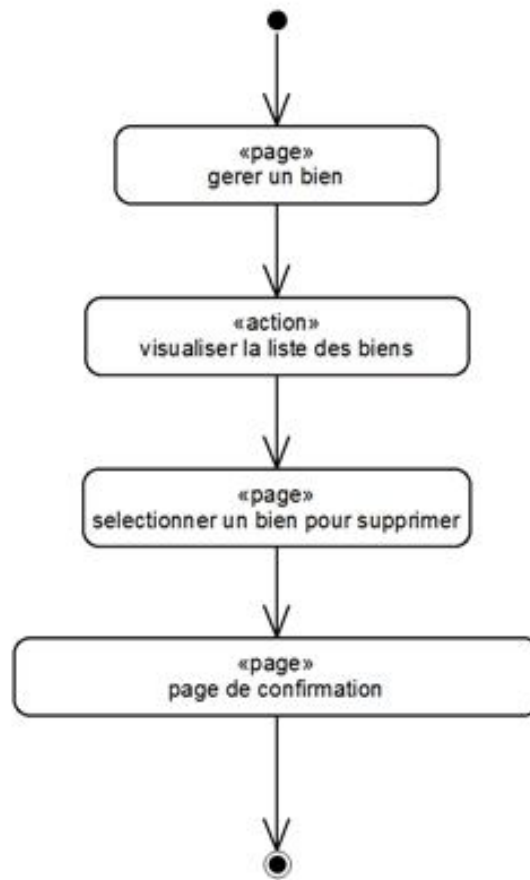 «page»
gerer un bien
«action»
visualiser la liste des biens
«page»
selectionner un bien pour supprimer
«page»
page de confirmation